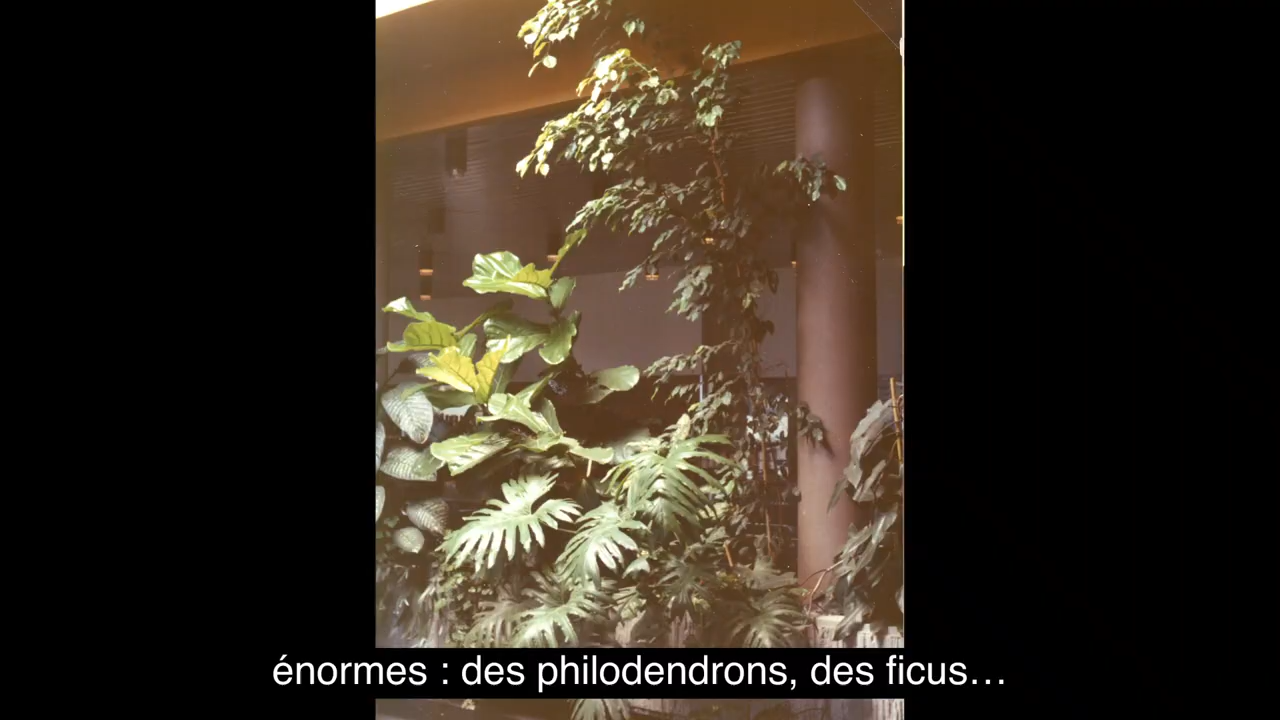 énormes : des philodendrons, des ficus…